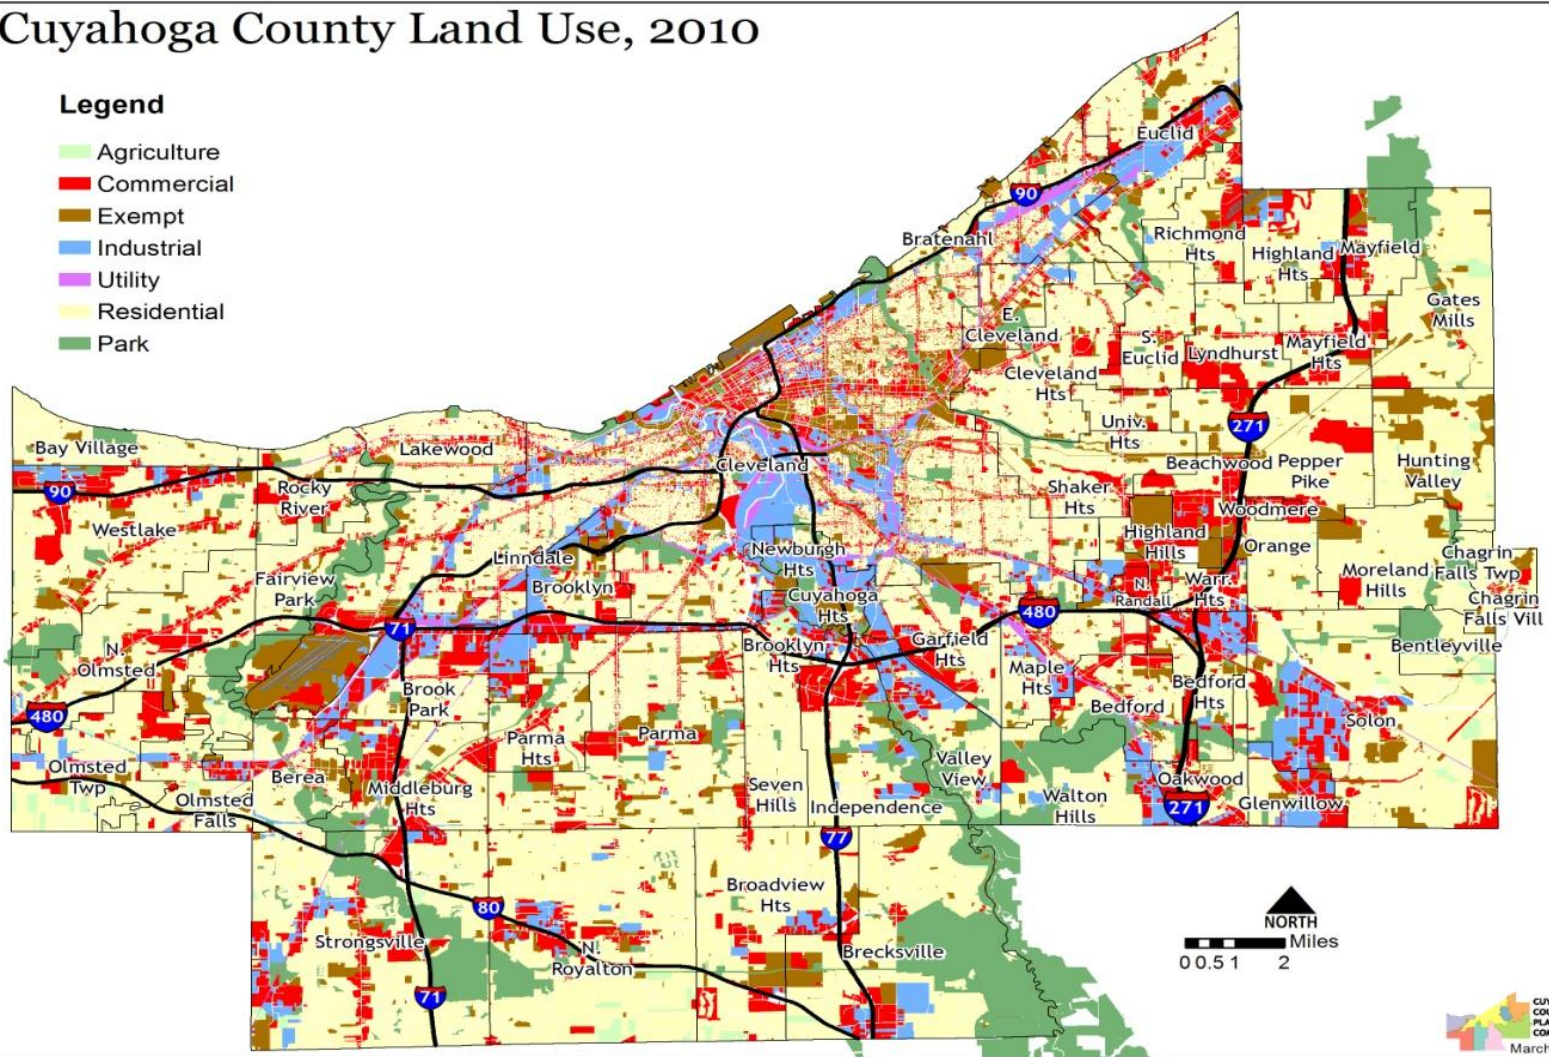 Cuyahoga County Land Use, 2010
Legend
Agriculture
Commercial
Exempt
Industrial
Utility
Residential
Park
Euclid
90
Bratenahl
Richmond
Hts
Highland
Hts
Mayfield
Gates
Mills
E.
Cleveland
S.
Euclid
Lyndhurst
Mayfield
Hts
Cleveland
Hts
Univ.
Hts
271
Bay Village
Lakewood
Cleveland
Beachwood
Pepper
Pike
Hunting
Valley
90
Rocky
River
Shaker
Hts
Woodmere
Westlake
Highland
Hills
Orange
Linndale
Newburgh
Hts
Chagrin
Falls Twp
Moreland
Hills
Fairview
Park
Brooklyn
Cuyahoga
Hts
N.
Randall
Warr.
Hts
Chagrin
Falls Vill
480
71
Brooklyn
Hts
Garfield
Hts
Bentleyville
N.
Olmsted
Maple
Hts
Brook
Park
Bedford
Hts
Bedford
480
Solon
Parma
Hts
Parma
Olmsted
Twp
Berea
Middleburg
Hts
Valley
View
Oakwood
Olmsted
Falls
Seven
Hills
Independence
Walton
Hills
271
Glenwillow
77
Broadview
Hts
80
Strongsville
N.
Royalton
Brecksville
71
NORTH
Miles
0 0.5 1 2
March